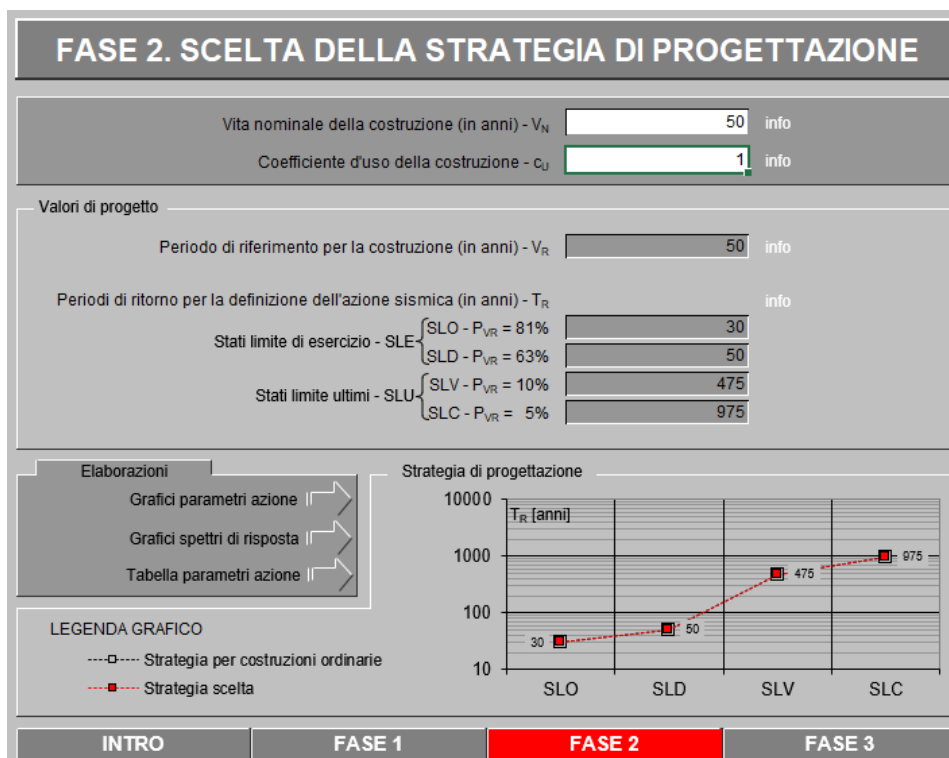 FASE 2. SCELTA DELLA STRATEGIA DI PROGETTAZIONE
Vita nominale della costruzione (in anni) - VN 50 info
Coefficiente d'uso della costruzione - cU 1 info
Valori di progetto
Periodo di riferimento per la costruzione (in anni) - VR 50 info
Periodi di ritorno per la definizione dell'azione sismica (in anni) - TR info
Stati limite di esercizio - SLE
SLO - PVR = 81% 30
SLD - PVR = 63% 50
Stati limite ultimi - SLU
SLV - PVR = 10% 475
SLC - PVR = 5% 975
Elaborazioni
Grafici parametri azione
Grafici spettri di risposta
Tabella parametri azione
LEGENDA GRAFICO
Strategia per costruzioni ordinarie
Strategia scelta
Strategia di progettazione
TR [anni]
10000
1000
100
10
30
50
475
975
SLO SLD SLV SLC
INTRO FASE 1 FASE 2 FASE 3